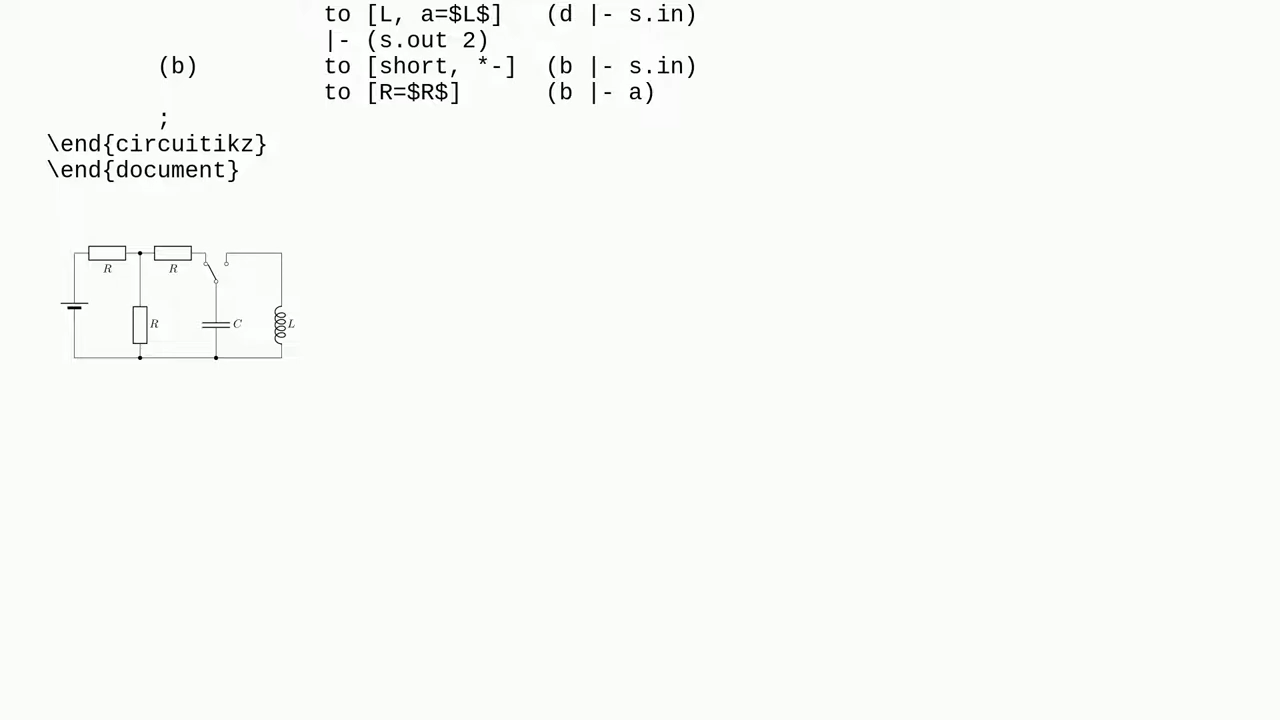 to [L, a=$L$] (d |- s.in)
|- (s.out 2)
(b) to [short, *-] (b |- s.in)
to [R=$R$] (b |- a)
;
\end{circuitikz}
\end{document}
R R
R C L